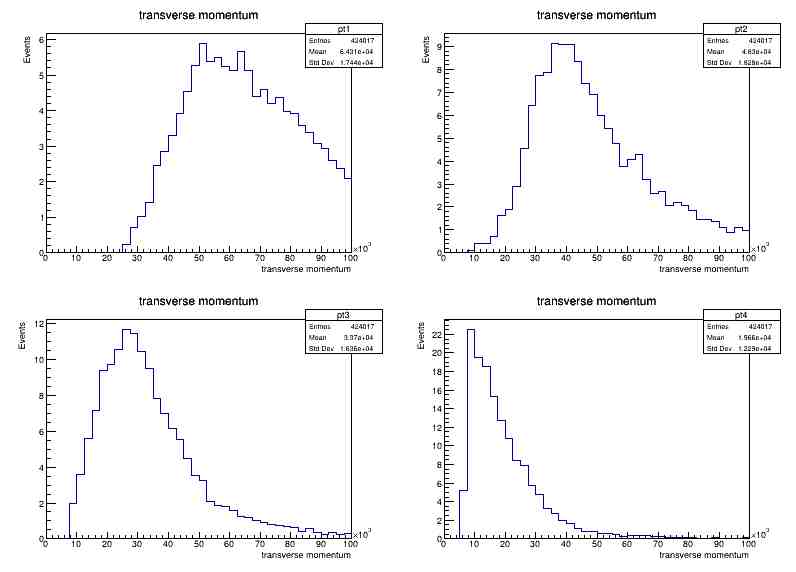 transverse momentum
pt1
Entries 424017
Mean 6.431e+04
Std Dev 1.744e+04
Events
6
5
4
3
2
1
0
0 10 20 30 40 50 60 70 80 90 100
×10³
transverse momentum
transverse momentum
pt2
Entries 424017
Mean 4.63e+04
Std Dev 1.828e+04
Events
9
8
7
6
5
4
3
2
1
0
0 10 20 30 40 50 60 70 80 90 100
×10³
transverse momentum
transverse momentum
pt3
Entries 424017
Mean 3.37e+04
Std Dev 1.636e+04
Events
12
10
8
6
4
2
0
0 10 20 30 40 50 60 70 80 90 100
×10³
transverse momentum
transverse momentum
pt4
Entries 424017
Mean 1.966e+04
Std Dev 1.229e+04
Events
22
20
18
16
14
12
10
8
6
4
2
0
0 10 20 30 40 50 60 70 80 90 100
×10³
transverse momentum